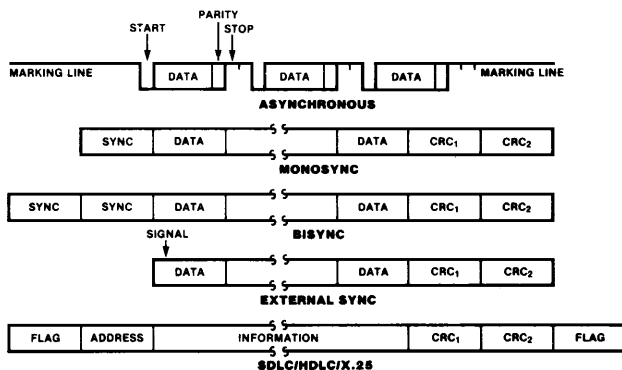 PARITY
START STOP
MARKING LINE DATA DATA DATA MARKING LINE
ASYNCHRONOUS
SYNC DATA DATA CRC₁ CRC₂
MONOSYNC
SYNC SYNC DATA DATA CRC₁ CRC₂
BISYNC
SIGNAL
DATA DATA CRC₁ CRC₂
EXTERNAL SYNC
FLAG ADDRESS INFORMATION CRC₁ CRC₂ FLAG
SDLC/HDLC/X.25